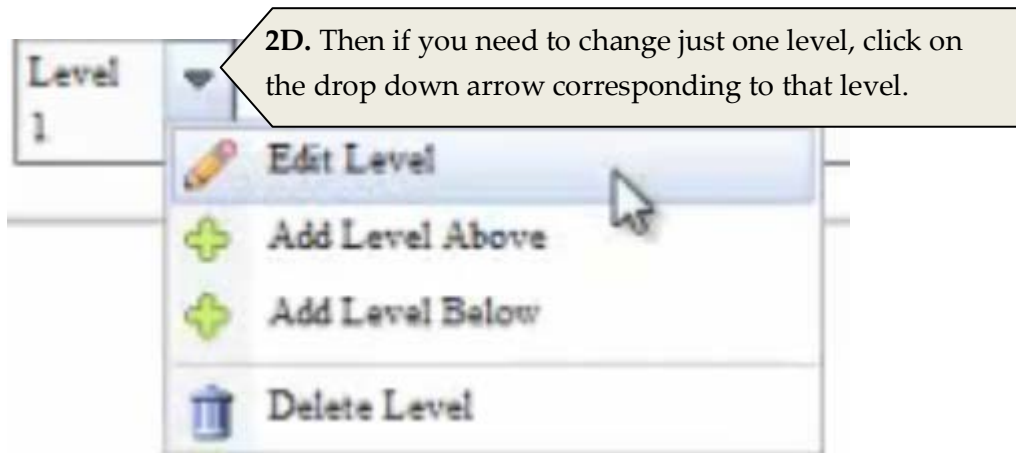 2D. Then if you need to change just one level, click on
the drop down arrow corresponding to that level.
Level
1
Edit Level
Add Level Above
Add Level Below
Delete Level